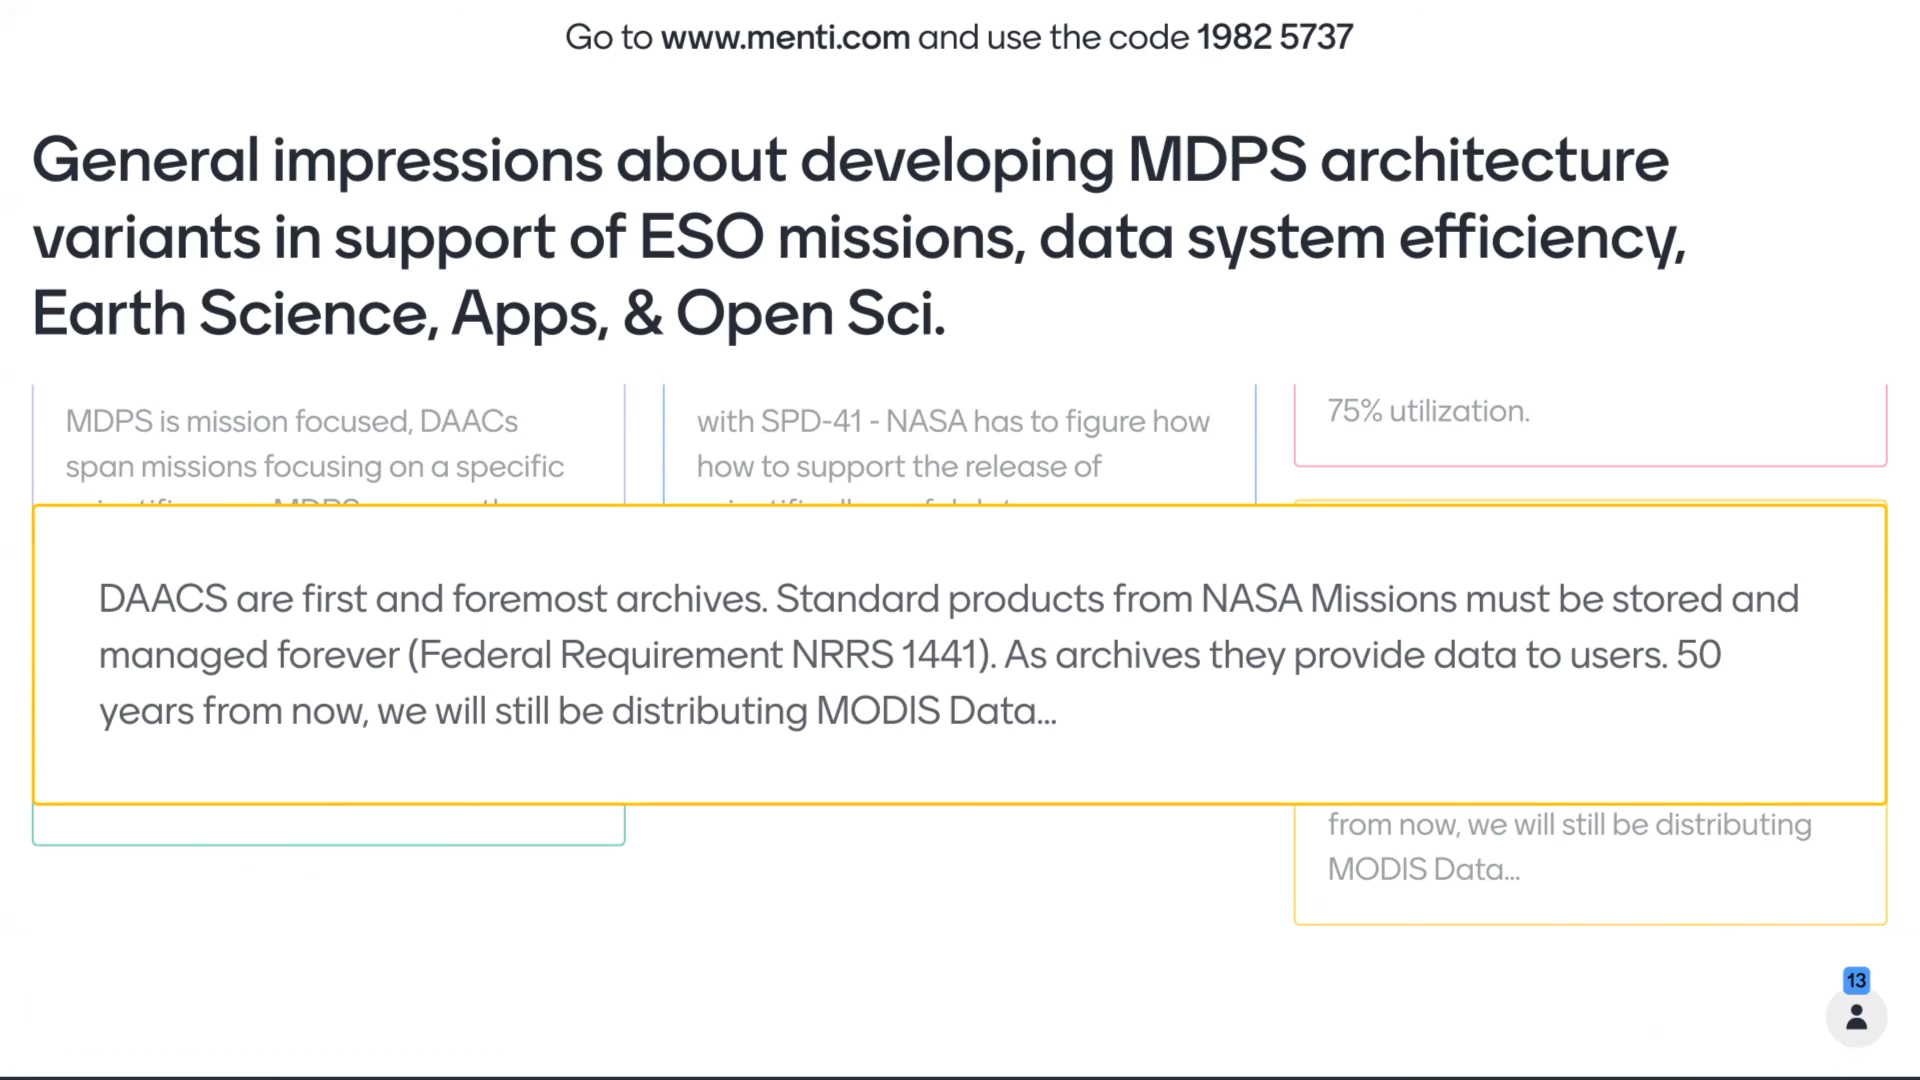 Go to www.menti.com and use the code 1982 5737
General impressions about developing MDPS architecture
variants in support of ESO missions, data system efficiency,
Earth Science, Apps, & Open Sci.
MDPS is mission focused, DAACs
span missions focusing on a specific
with SPD-41 - NASA has to figure how
how to support the release of
75% utilization.
DAACS are first and foremost archives. Standard products from NASA Missions must be stored and
managed forever (Federal Requirement NRRS 1441). As archives they provide data to users. 50
years from now, we will still be distributing MODIS Data...
from now, we will still be distributing
MODIS Data...
13